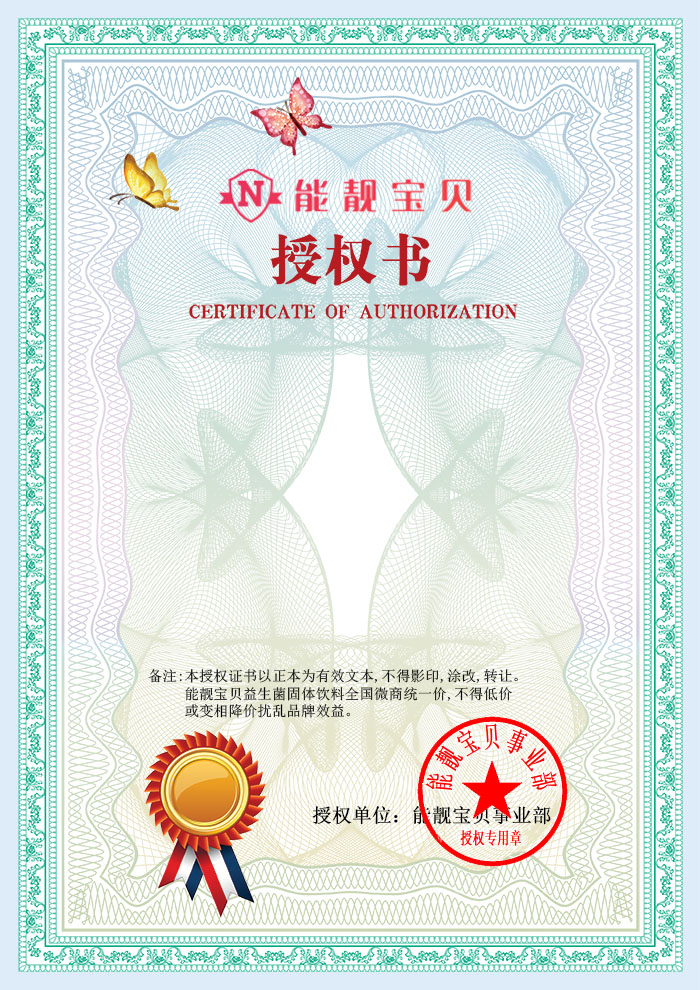 N 能靓宝贝
授权书
CERTIFICATE OF AUTHORIZATION
备注:本授权证书以正本为有效文本,不得影印,涂改,转让。
能靓宝贝益生菌固体饮料全国微商统一价,不得低价
或变相降价扰乱品牌效益。
能靓宝贝事业部
授权单位：能靓宝贝事业部
授权专用章